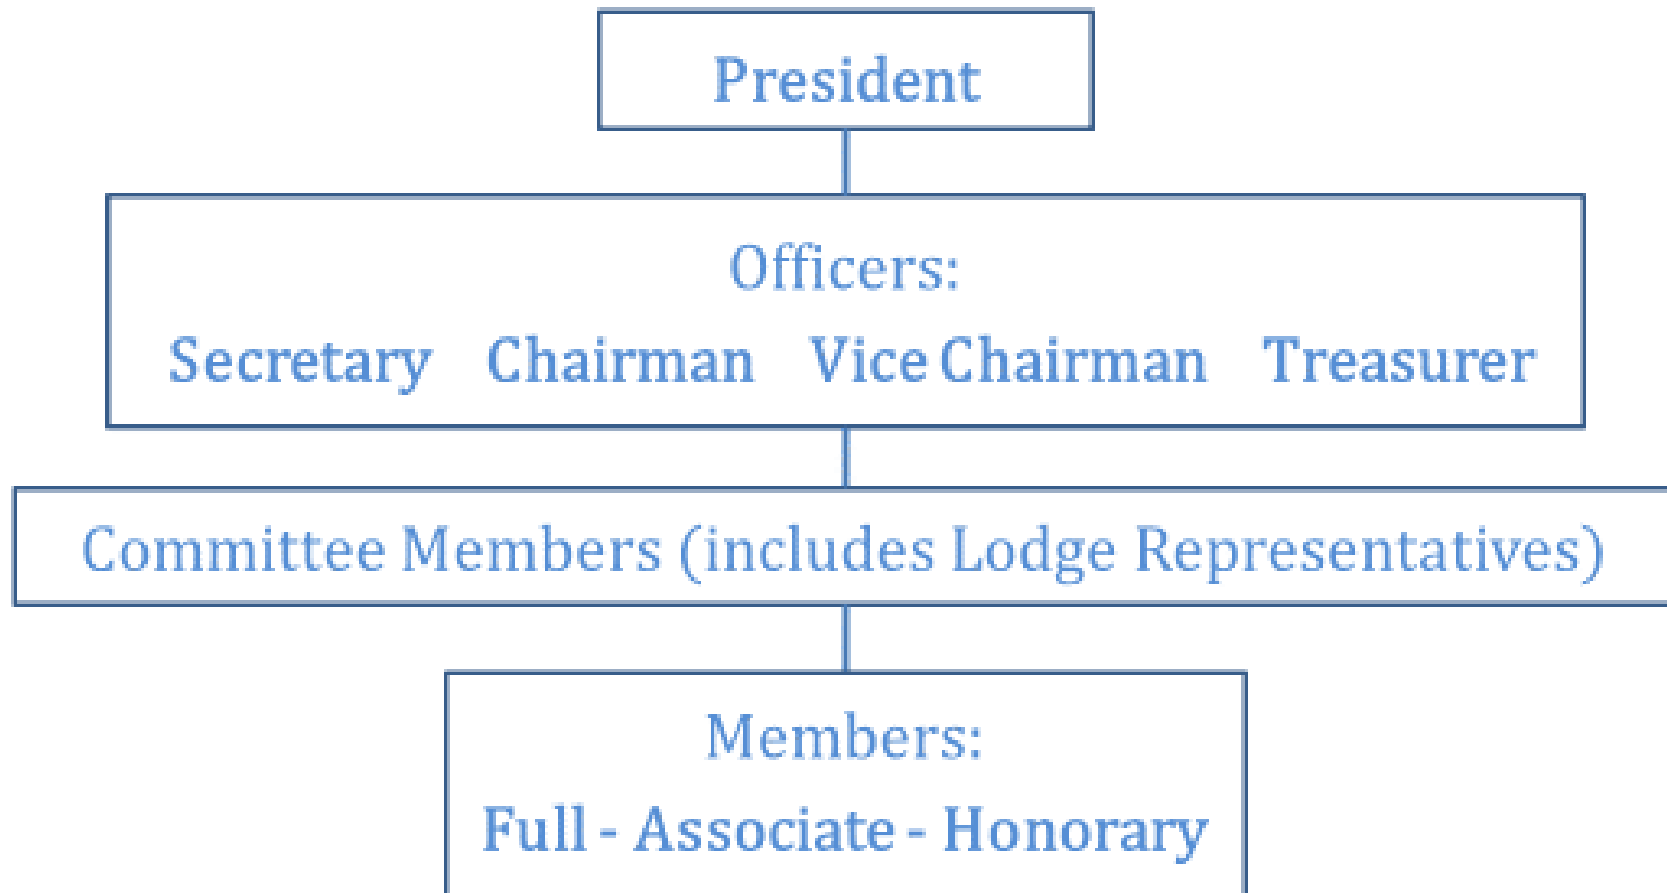 President
Officers:
Secretary Chairman Vice Chairman Treasurer
Committee Members (includes Lodge Representatives)
Members:
Full - Associate - Honorary